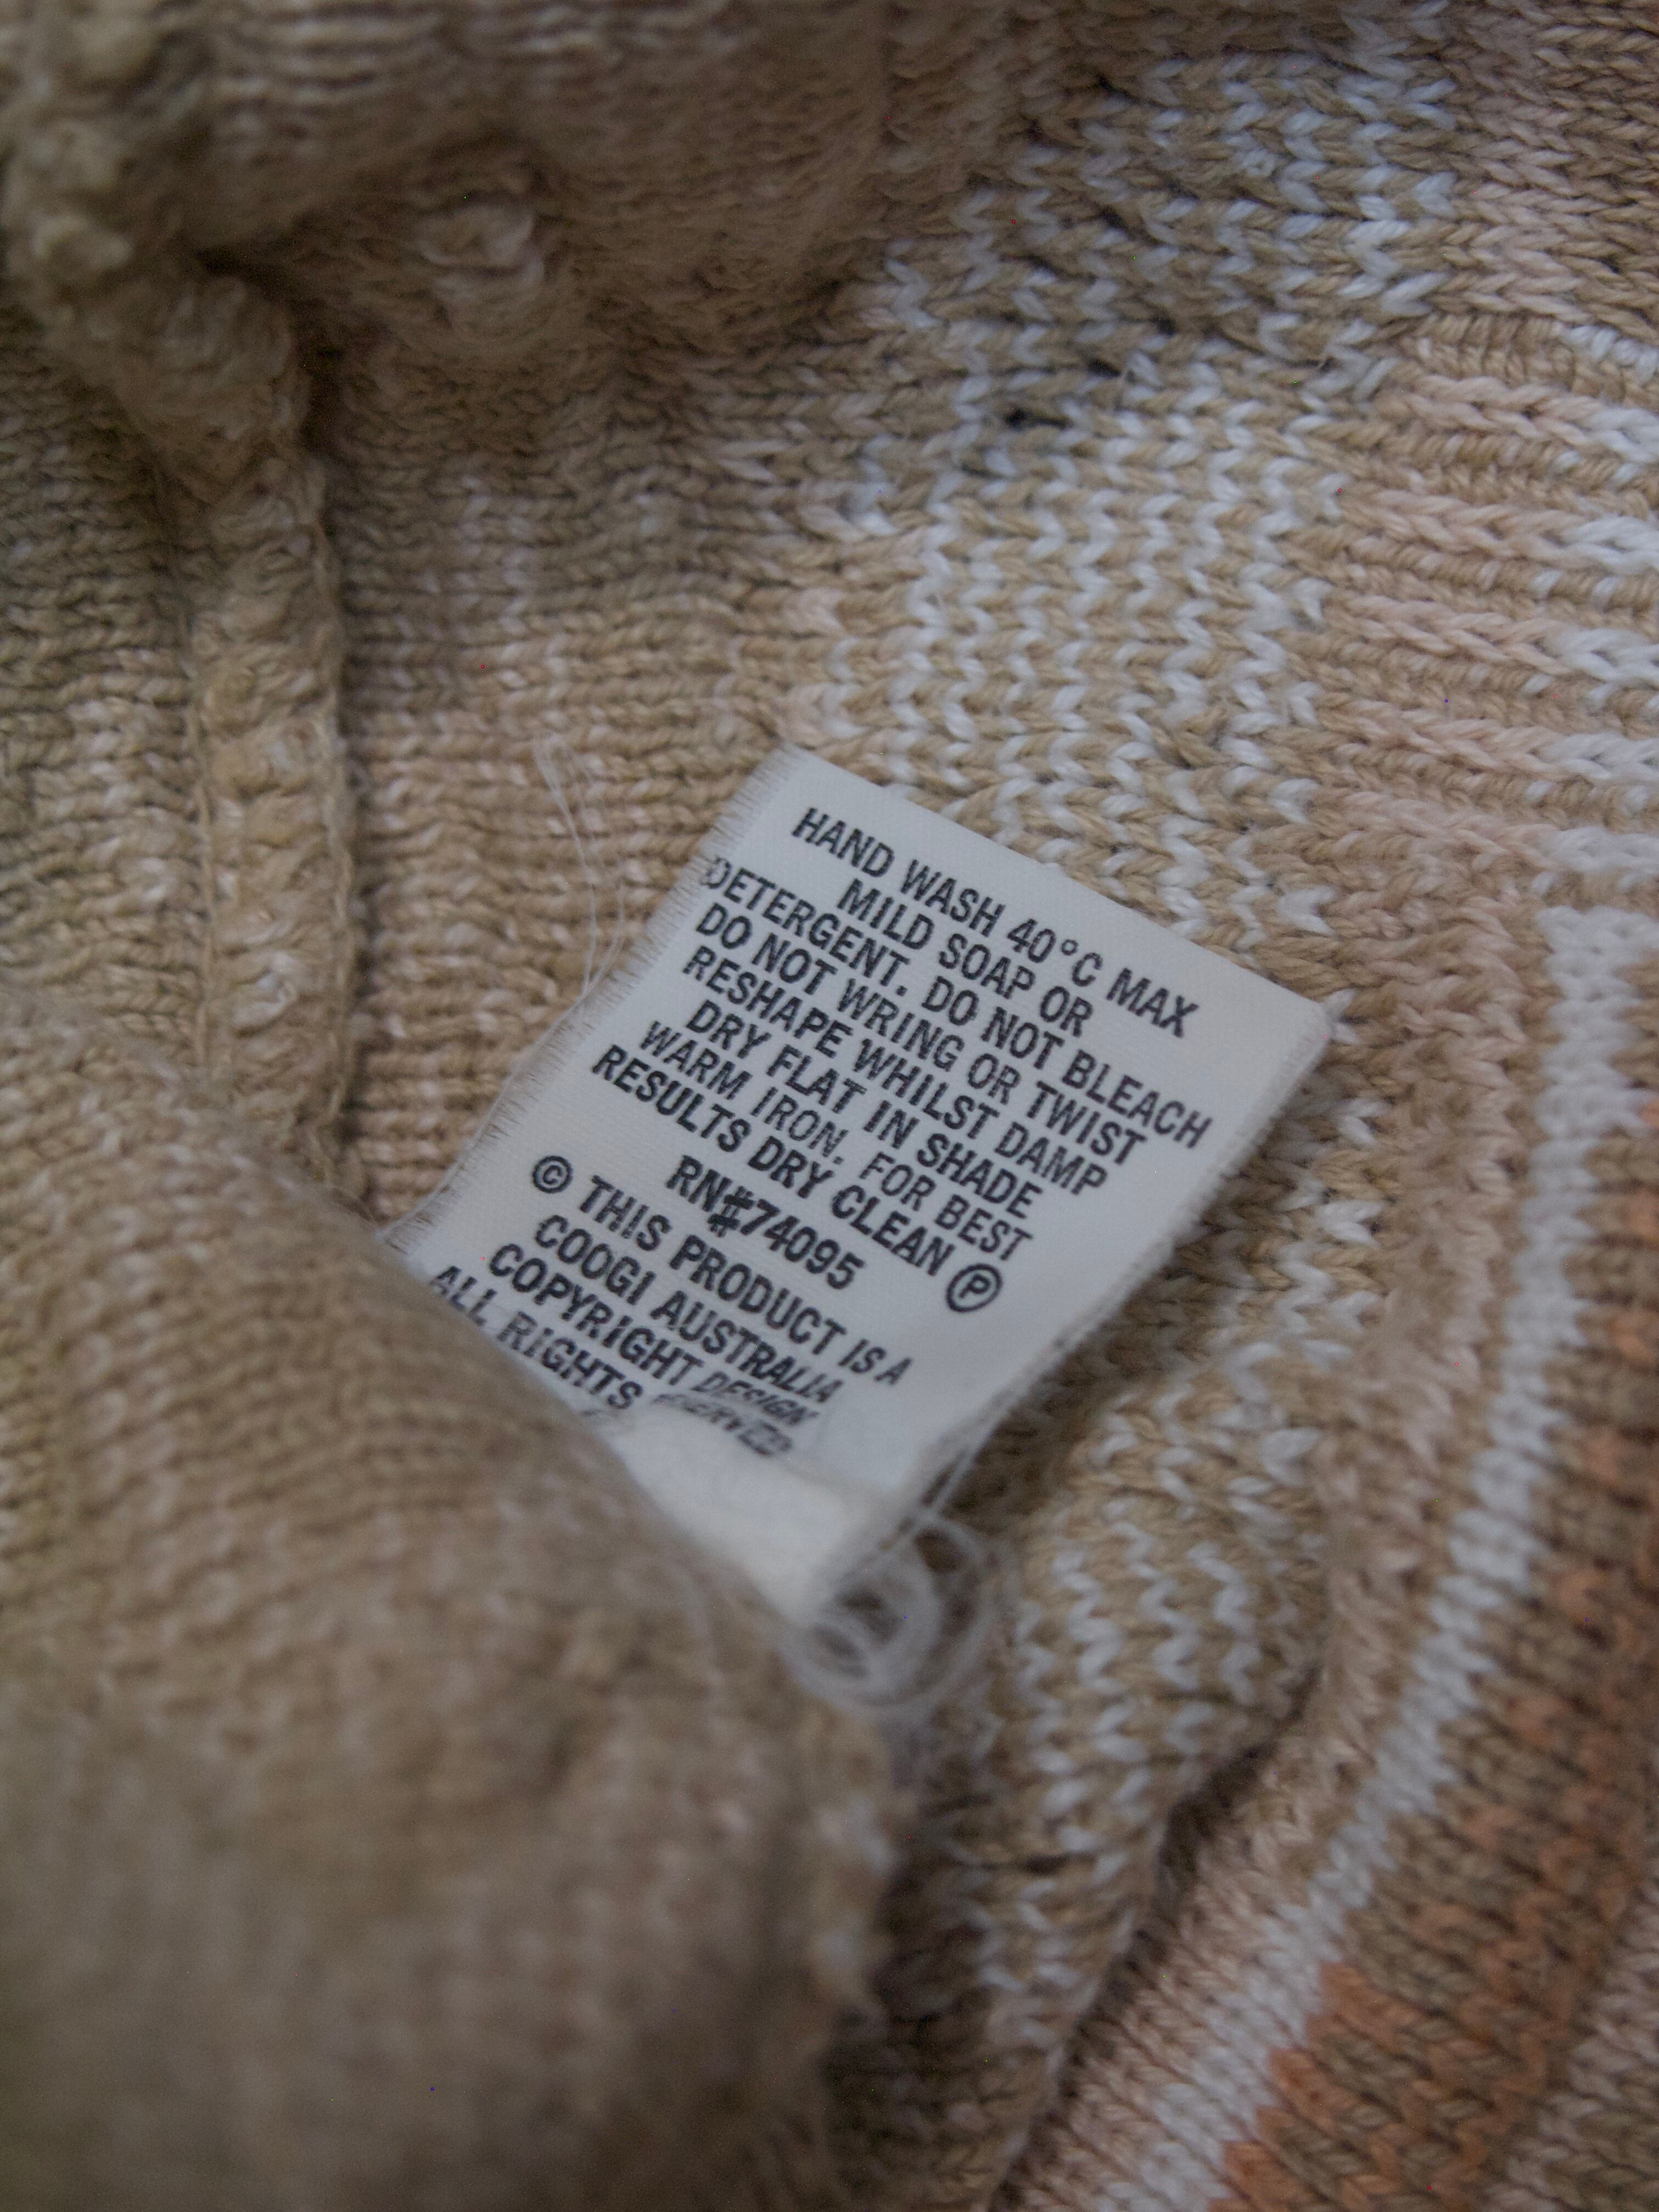 HAND WASH 40°C MAX
MILD SOAP OR
DETERGENT. DO NOT BLEACH
DO NOT WRING OR TWIST
RESHAPE WHILST DAMP
DRY FLAT IN SHADE
WARM IRON. FOR BEST
RESULTS DRY CLEAN Ⓟ
RN#74095
#
© THIS PRODUCT IS A
COOGI AUSTRALIA
COPYRIGHT DESIGN
ALL RIGHTS RESERVED